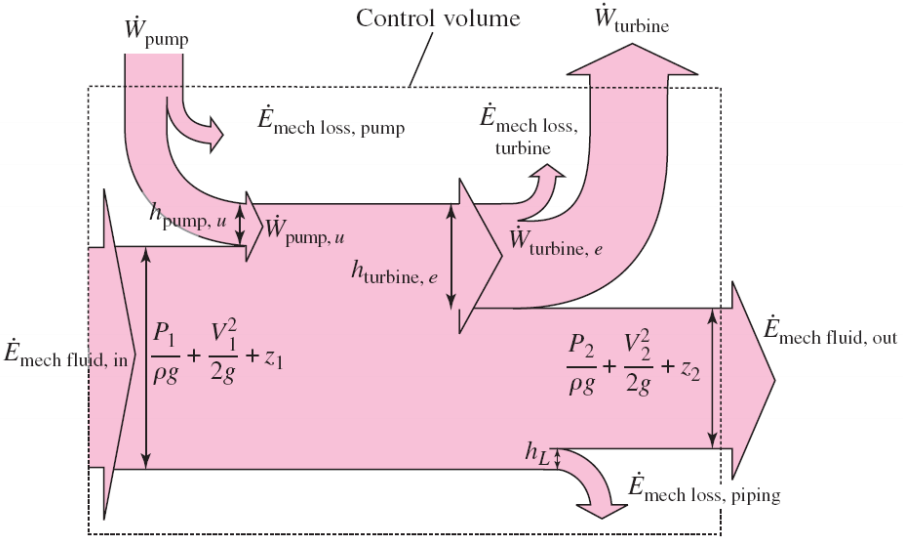 Control volume
Ẇpump
Ẇturbine
Ėmech loss, pump
Ėmech loss,
turbine
hpump, u
Ẇpump, u
Ẇturbine, e
hturbine, e
Ėmech fluid, in
P₁/ρg + V₁²/2g + z₁
P₂/ρg + V₂²/2g + z₂
Ėmech fluid, out
hL
Ėmech loss, piping